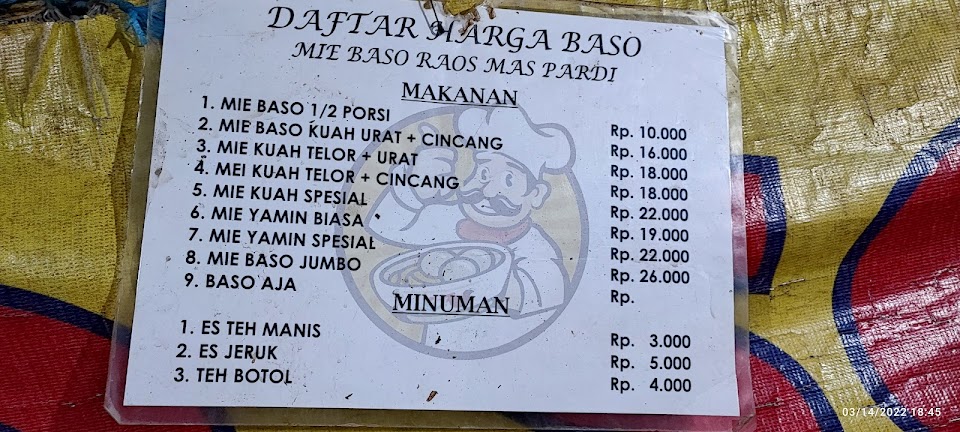 DAFTAR HARGA BASO
MIE BASO RAOS MAS PARDI
MAKANAN
1. MIE BASO 1/2 PORSI Rp. 10.000
2. MIE BASO KUAH URAT + CINCANG Rp. 16.000
3. MIE KUAH TELOR + URAT Rp. 18.000
4. MEI KUAH TELOR + CINCANG Rp. 18.000
5. MIE KUAH SPESIAL Rp. 22.000
6. MIE YAMIN BIASA Rp. 19.000
7. MIE YAMIN SPESIAL Rp. 22.000
8. MIE BASO JUMBO Rp. 26.000
9. BASO AJA Rp.
MINUMAN
1. ES TEH MANIS Rp. 3.000
2. ES JERUK Rp. 5.000
3. TEH BOTOL Rp. 4.000
03/14/2022 18:45